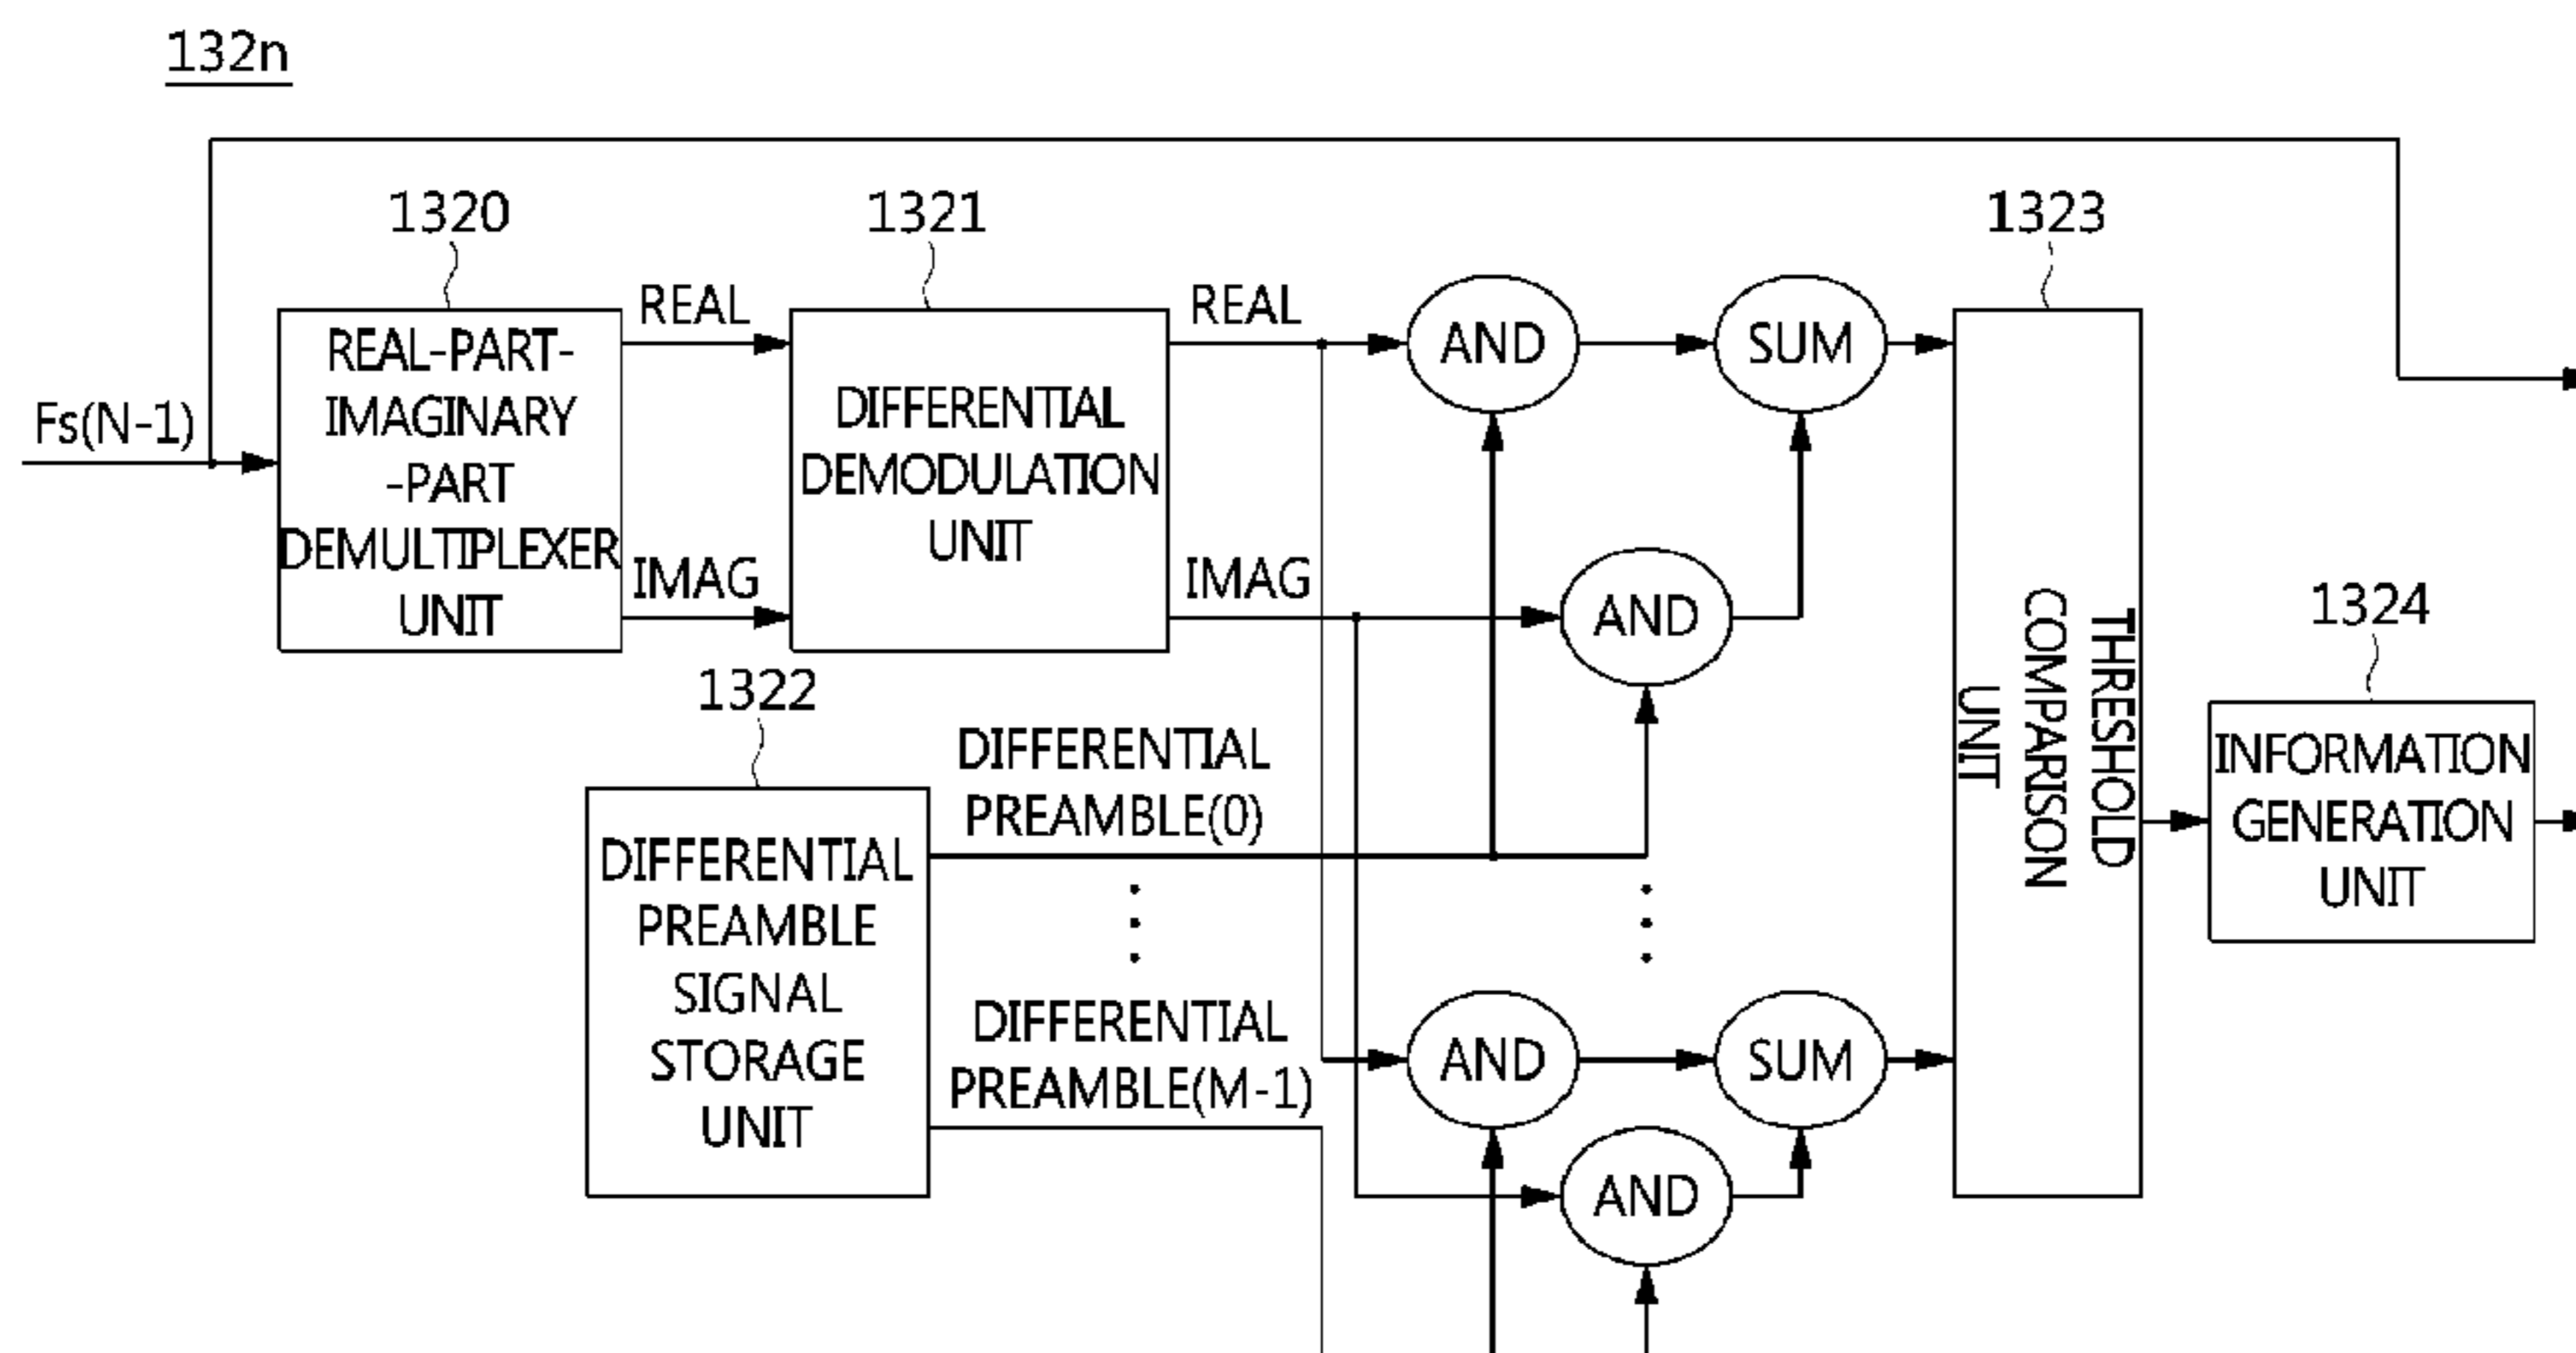 132n
1320
1321
1323
REAL
REAL
REAL-PART-
IMAGINARY
-PART
DEMULTIPLEXER
UNIT
DIFFERENTIAL
DEMODULATION
UNIT
AND
SUM
Fs(N-1)
IMAG
IMAG
AND
THRESHOLD
COMPARISON
UNIT
1324
1322
DIFFERENTIAL
PREAMBLE(0)
INFORMATION
GENERATION
UNIT
DIFFERENTIAL
PREAMBLE
SIGNAL
STORAGE
UNIT
DIFFERENTIAL
PREAMBLE(M-1)
AND
SUM
AND